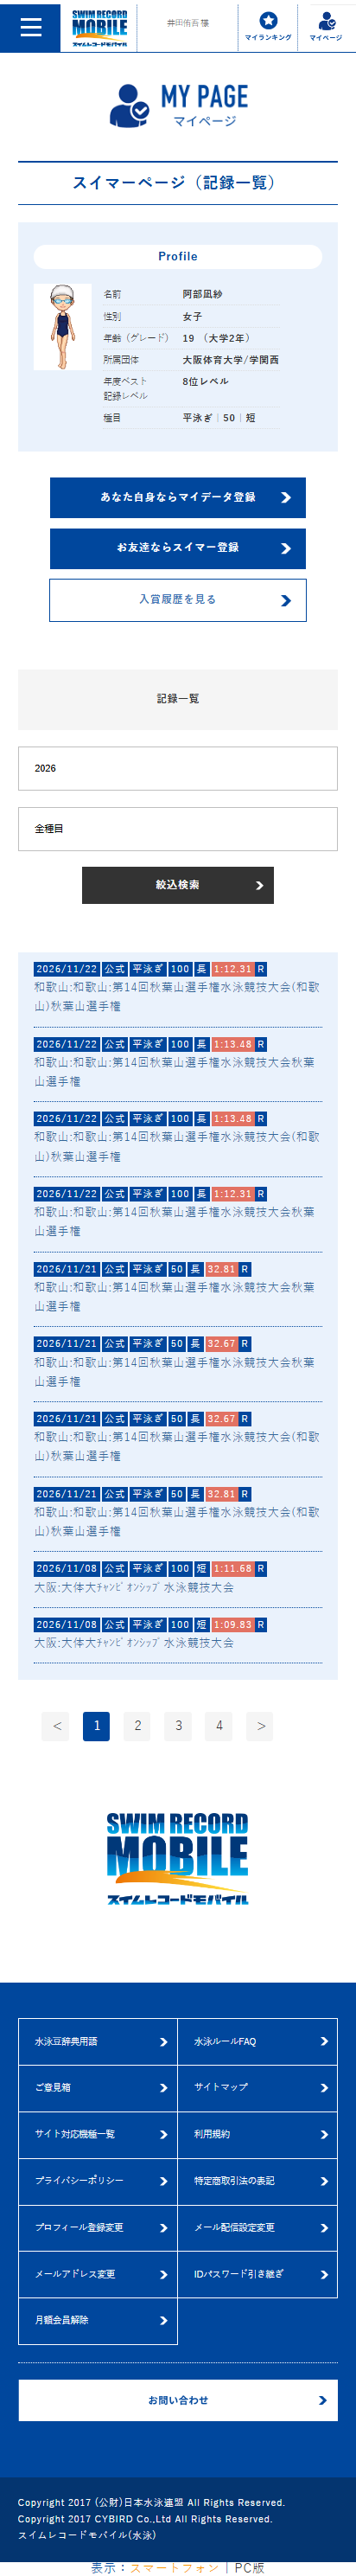 SWIM RECORD
MOBILE
スイムレコードモバイル
井田侑吾 様
マイランキング
マイページ
MY PAGE
マイページ
スイマーページ（記録一覧）
Profile
名前 阿部凪紗
性別 女子
年齢（グレード） 19 （大学2年）
所属団体 大阪体育大学/学関西
年度ベスト 8位レベル
記録レベル
種目 平泳ぎ｜50｜短
あなた自身ならマイデータ登録
お友達ならスイマー登録
入賞履歴を見る
記録一覧
2026
全種目
絞込検索
2026/11/22 公式 平泳ぎ 100 長 1:12.31 R
和歌山:和歌山:第14回秋葉山選手権水泳競技大会(和歌
山)秋葉山選手権
2026/11/22 公式 平泳ぎ 100 長 1:13.48 R
和歌山:和歌山:第14回秋葉山選手権水泳競技大会秋葉
山選手権
2026/11/22 公式 平泳ぎ 100 長 1:13.48 R
和歌山:和歌山:第14回秋葉山選手権水泳競技大会(和歌
山)秋葉山選手権
2026/11/22 公式 平泳ぎ 100 長 1:12.31 R
和歌山:和歌山:第14回秋葉山選手権水泳競技大会秋葉
山選手権
2026/11/21 公式 平泳ぎ 50 長 32.81 R
和歌山:和歌山:第14回秋葉山選手権水泳競技大会秋葉
山選手権
2026/11/21 公式 平泳ぎ 50 長 32.67 R
和歌山:和歌山:第14回秋葉山選手権水泳競技大会秋葉
山選手権
2026/11/21 公式 平泳ぎ 50 長 32.67 R
和歌山:和歌山:第14回秋葉山選手権水泳競技大会(和歌
山)秋葉山選手権
2026/11/21 公式 平泳ぎ 50 長 32.81 R
和歌山:和歌山:第14回秋葉山選手権水泳競技大会(和歌
山)秋葉山選手権
2026/11/08 公式 平泳ぎ 100 短 1:11.68 R
大阪:大体大ﾁｬﾝﾋﾟｵﾝｼｯﾌﾟ水泳競技大会
2026/11/08 公式 平泳ぎ 100 短 1:09.83 R
大阪:大体大ﾁｬﾝﾋﾟｵﾝｼｯﾌﾟ水泳競技大会
＜ 1 2 3 4 ＞
SWIM RECORD
MOBILE
スイムレコードモバイル
水泳豆辞典用語 水泳ルールFAQ
ご意見箱 サイトマップ
サイト対応機種一覧 利用規約
プライバシーポリシー 特定商取引法の表記
プロフィール登録変更 メール配信設定変更
メールアドレス変更 IDパスワード引き継ぎ
月額会員解除
お問い合わせ
Copyright 2017 (公財)日本水泳連盟 All Rights Reserved.
Copyright 2017 CYBIRD Co.,Ltd All Rights Reserved.
スイムレコードモバイル(水泳)
表示：スマートフォン｜PC版